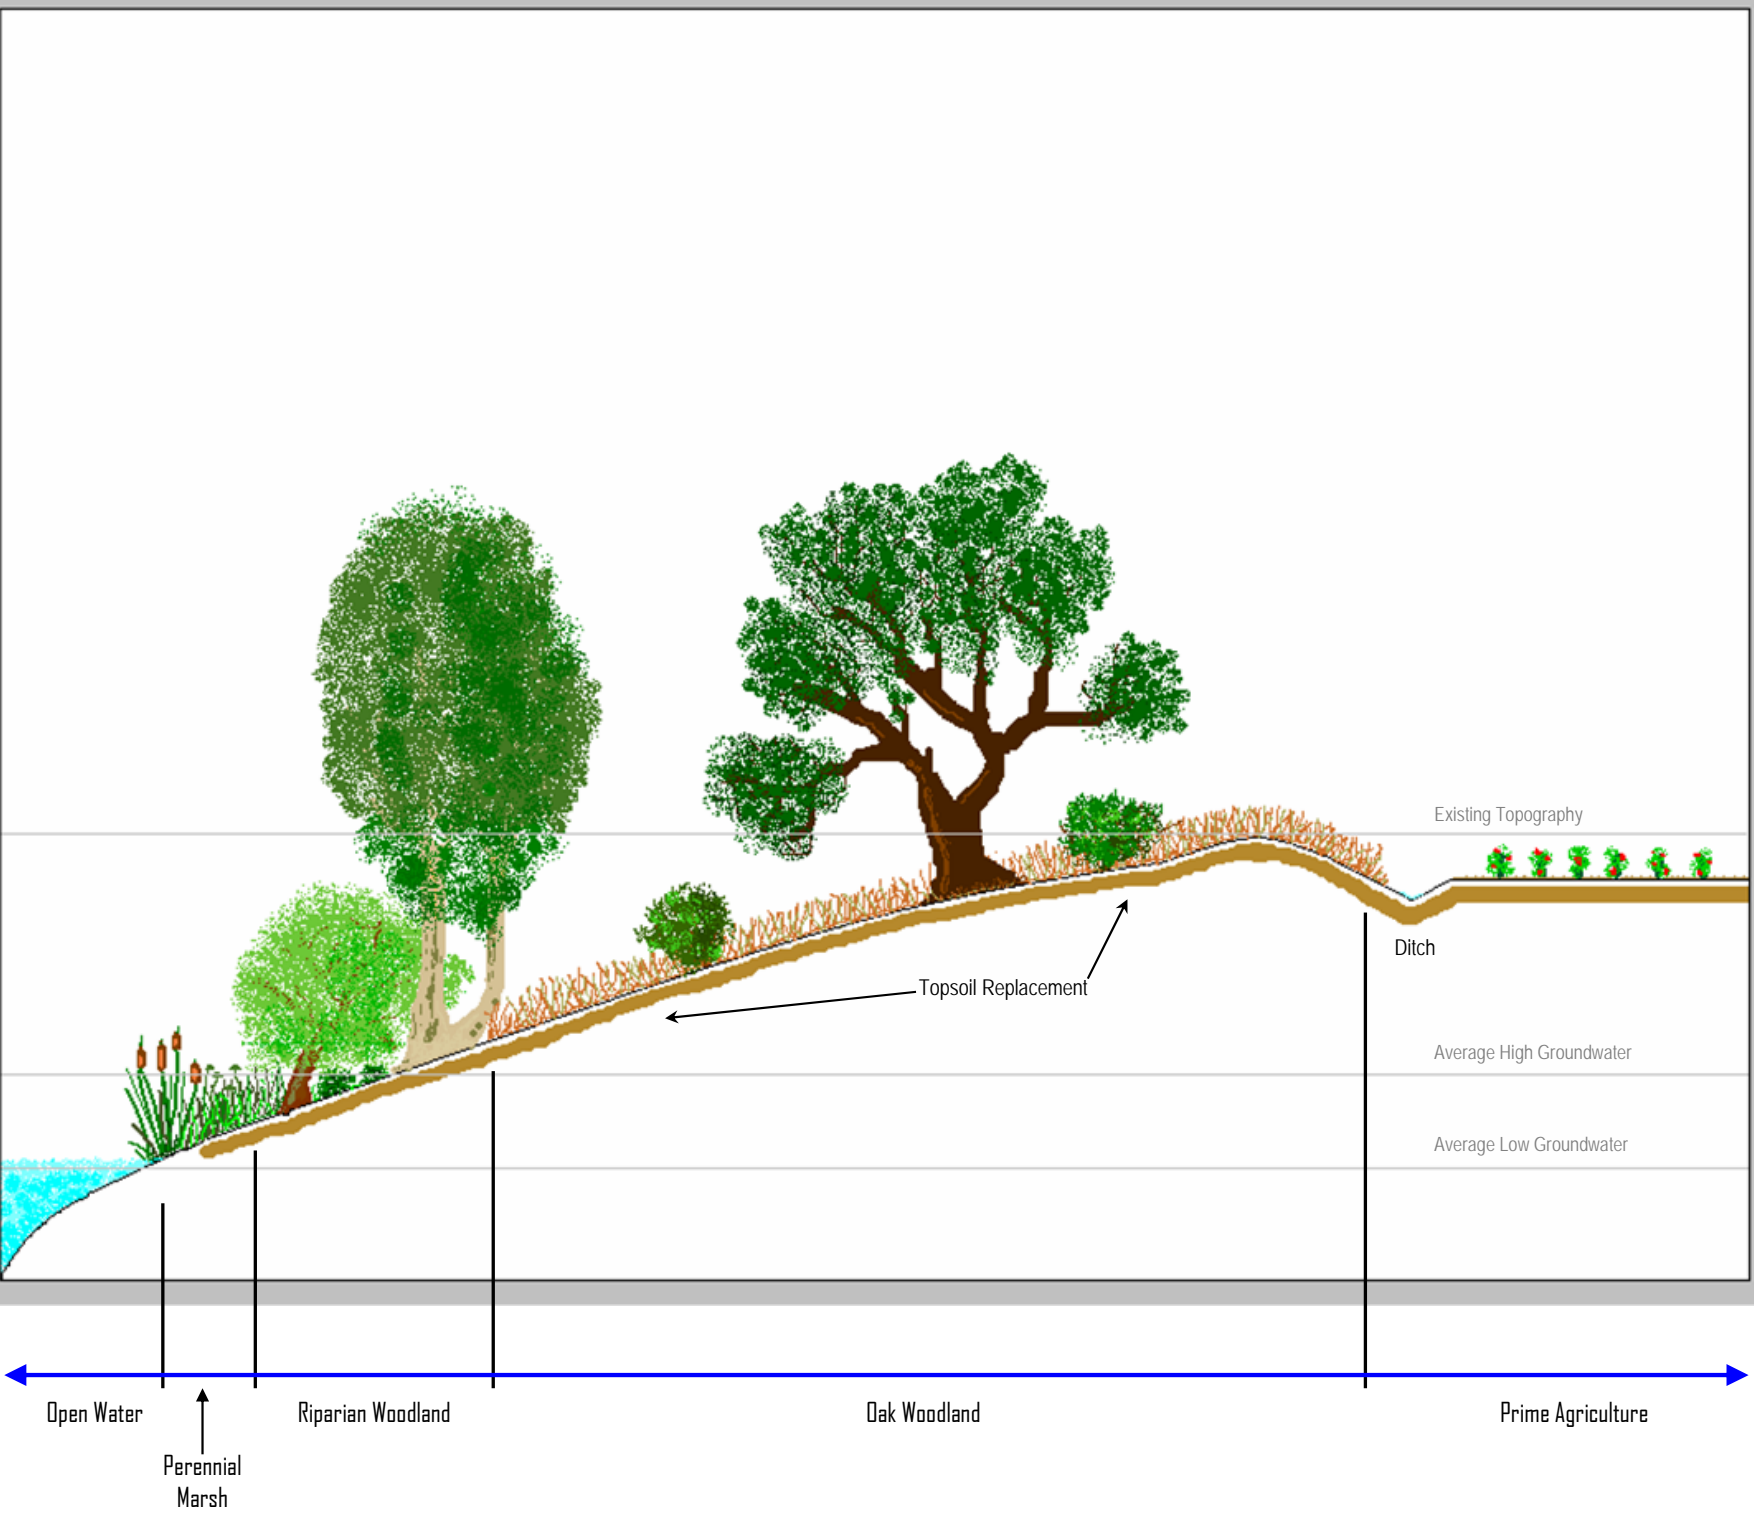 Existing Topography
Ditch
Topsoil Replacement
Average High Groundwater
Average Low Groundwater
Open Water
Riparian Woodland
Oak Woodland
Prime Agriculture
Perennial
Marsh